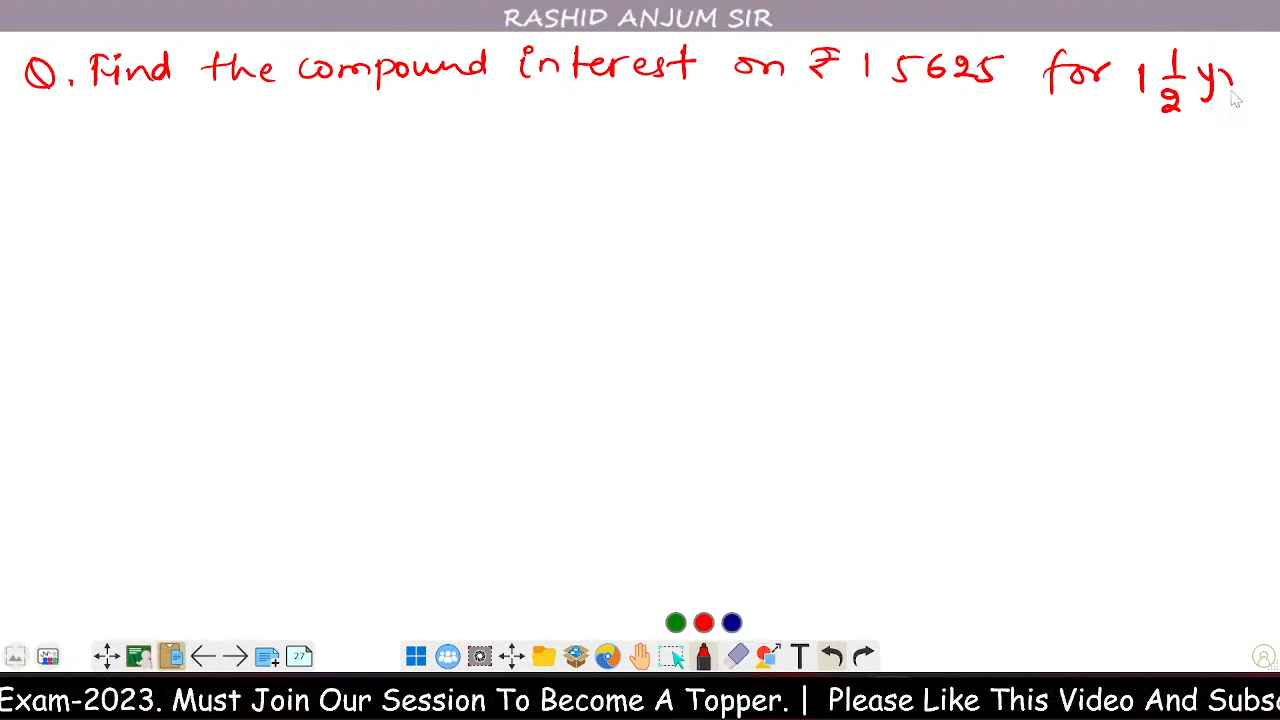 RASHID ANJUM SIR
Q. Find the compound interest on ₹ 15625 for 1 1/2 y
27
T
Exam-2023. Must Join Our Session To Become A Topper. | Please Like This Video And Subs